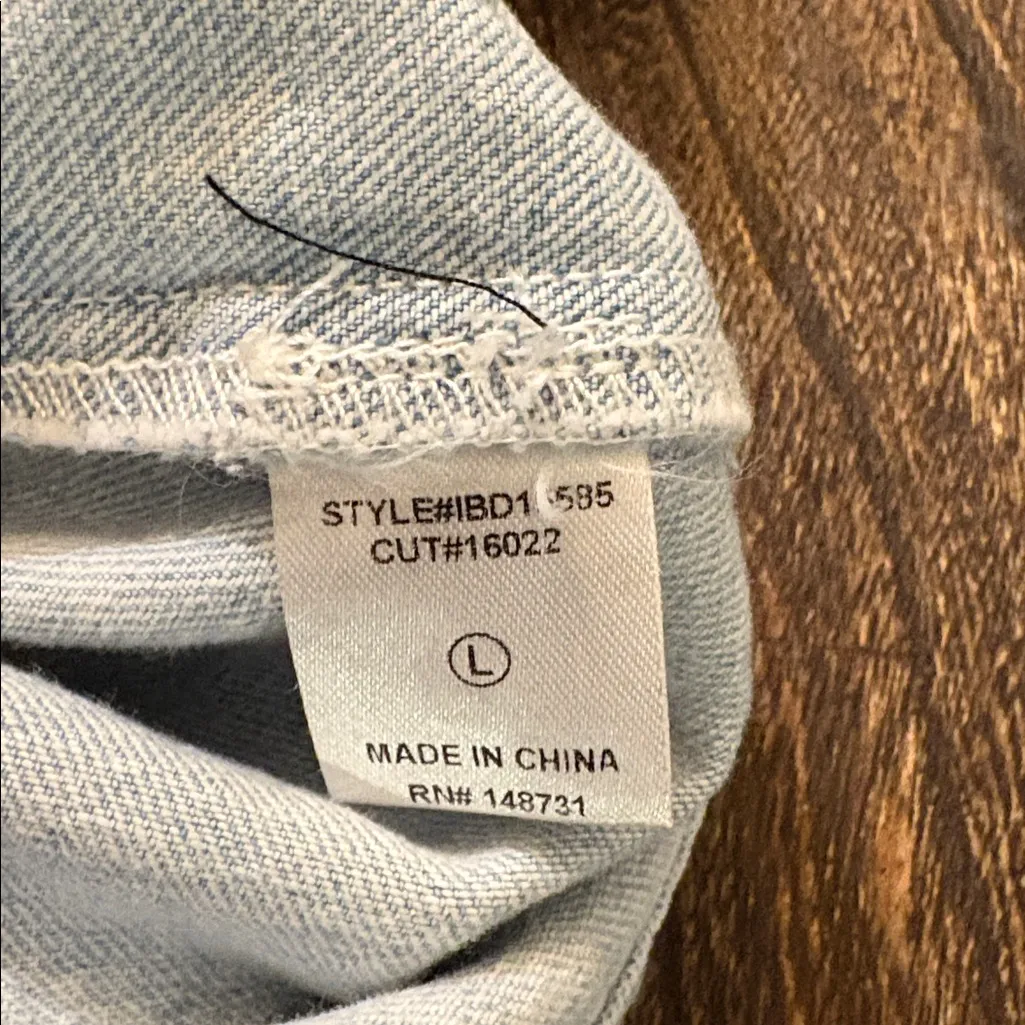 CUT#16022
L
MADE IN CHINA
RN# 148731